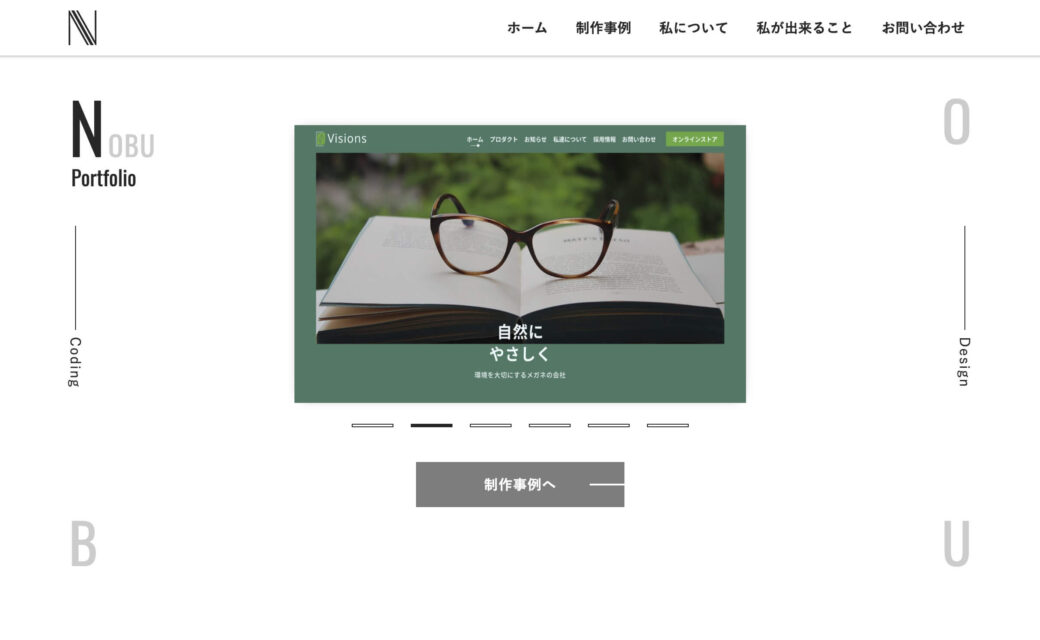 N
ホーム 制作事例 私について 私が出来ること お問い合わせ
NOBU
Portfolio
O
Visions
ホーム プロダクト お知らせ 私達について 採用情報 お問い合わせ オンラインストア
自然に
やさしく
環境を大切にするメガネの会社
Coding
Design
制作事例へ
B
U